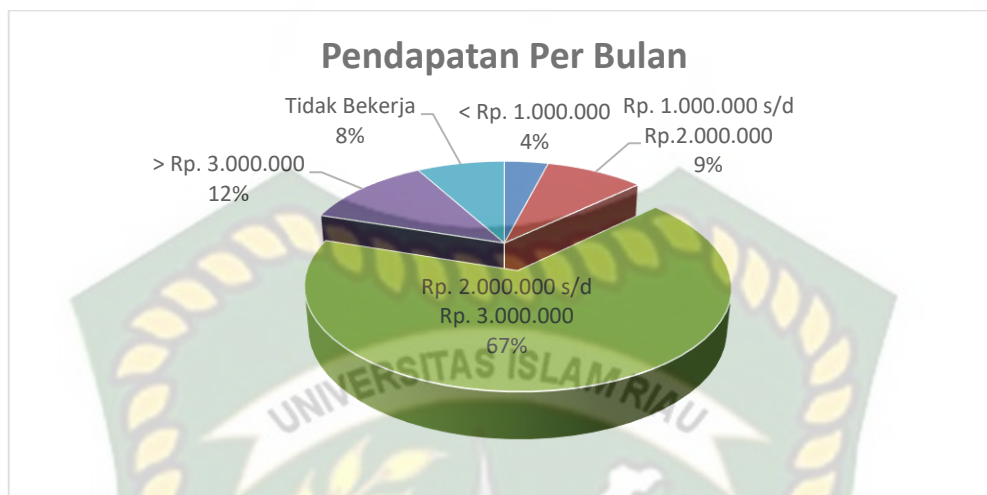 Pendapatan Per Bulan
Tidak Bekerja
8%
< Rp. 1.000.000
4%
Rp. 1.000.000 s/d
Rp.2.000.000
9%
> Rp. 3.000.000
12%
Rp. 2.000.000 s/d
Rp. 3.000.000
67%
UNIVERSITAS ISLAM RIAU